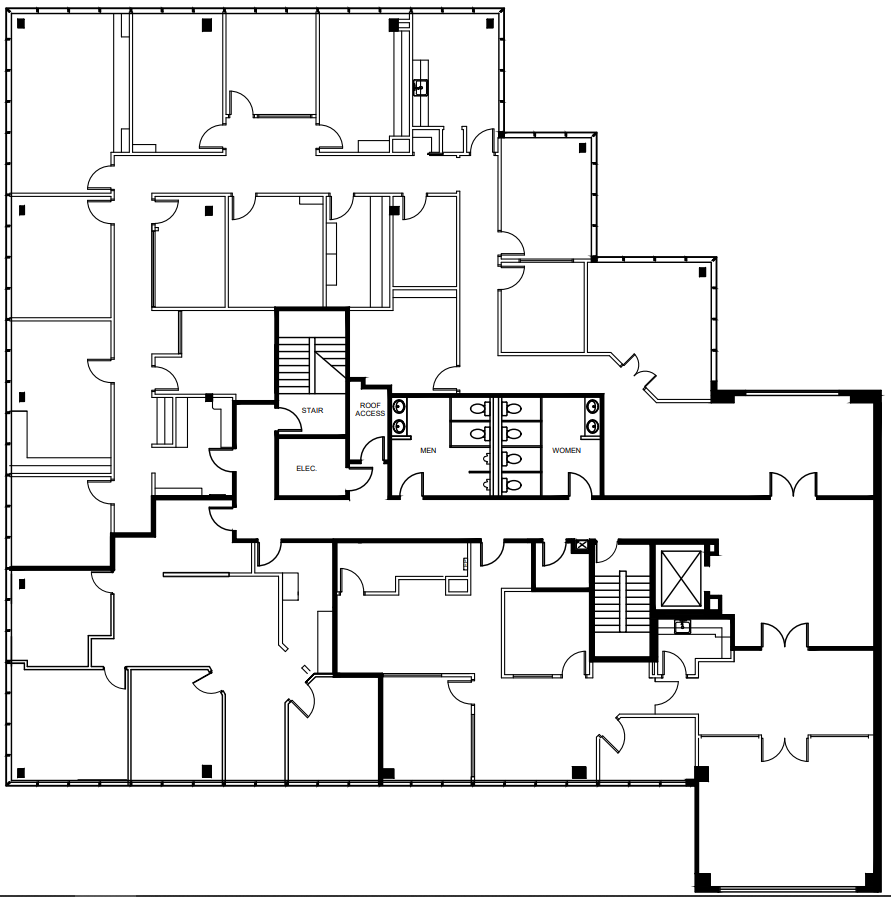 STAIR
ROOF
ACCESS
MEN
WOMEN
ELEC.